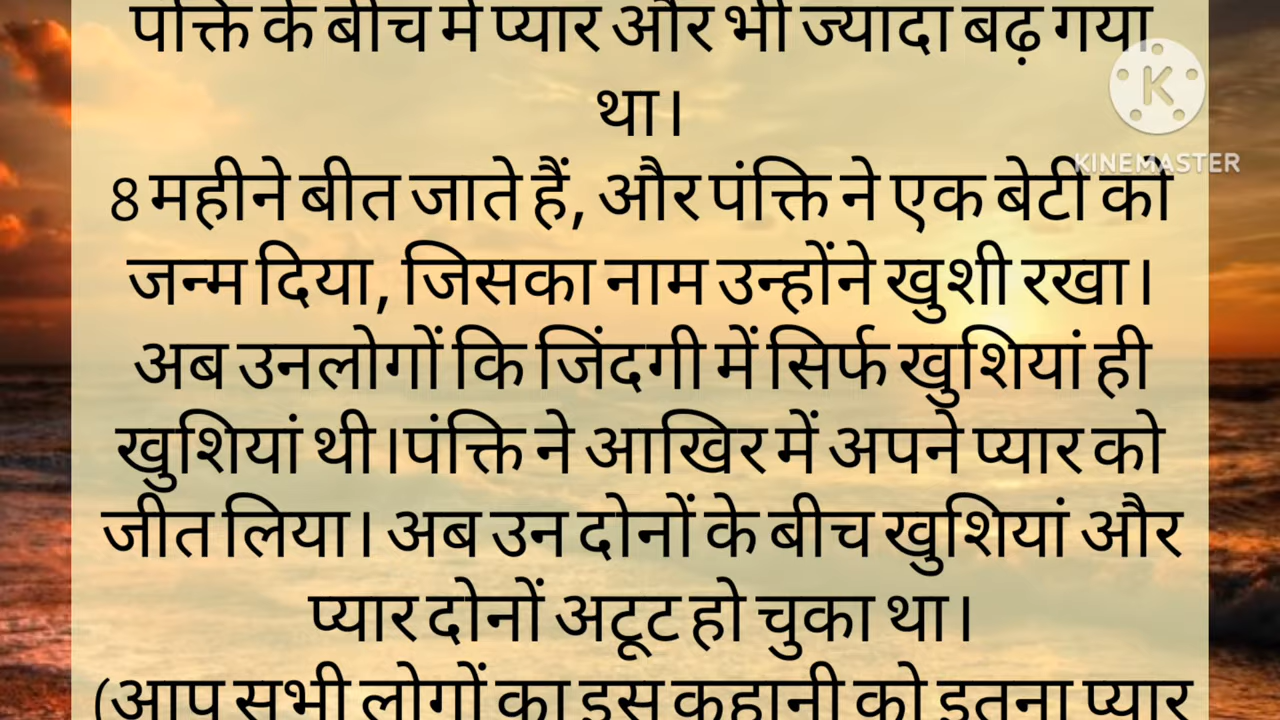 पंक्ति के बीच में प्यार और भी ज्यादा बढ़ गया
था।
8 महीने बीत जाते हैं, और पंक्ति ने एक बेटी को
जन्म दिया, जिसका नाम उन्होंने खुशी रखा।
अब उनलोगों कि जिंदगी में सिर्फ खुशियां ही
खुशियां थी।पंक्ति ने आखिर में अपने प्यार को
जीत लिया। अब उन दोनों के बीच खुशियां और
प्यार दोनों अटूट हो चुका था।
(आप सभी लोगों का इस कहानी को इतना प्यार
K
KINEMASTER